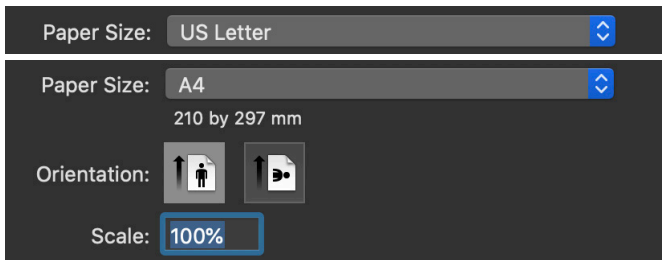 Paper Size: US Letter
Paper Size: A4
210 by 297 mm
Orientation:
Scale: 100%